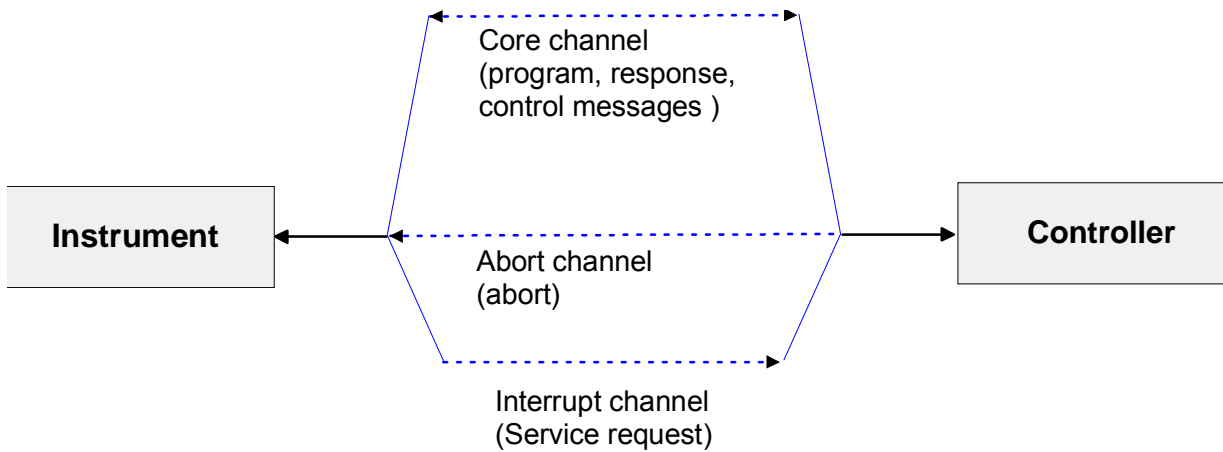 Core channel
(program, response,
control messages )
Instrument
Controller
Abort channel
(abort)
Interrupt channel
(Service request)